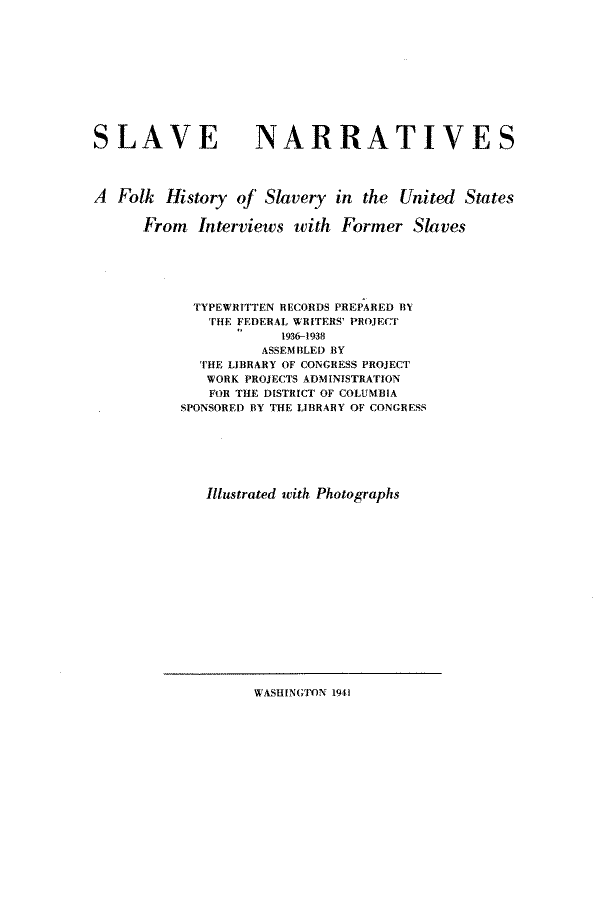 SLAVE NARRATIVES
A Folk History of Slavery in the United States
From Interviews with Former Slaves
TYPEWRITTEN RECORDS PREPARED BY
THE FEDERAL WRITERS' PROJECT
1936-1938
ASSEMBLED BY
THE LIBRARY OF CONGRESS PROJECT
WORK PROJECTS ADMINISTRATION
FOR THE DISTRICT OF COLUMBIA
SPONSORED BY THE LIBRARY OF CONGRESS
Illustrated with Photographs
WASHINGTON 1941